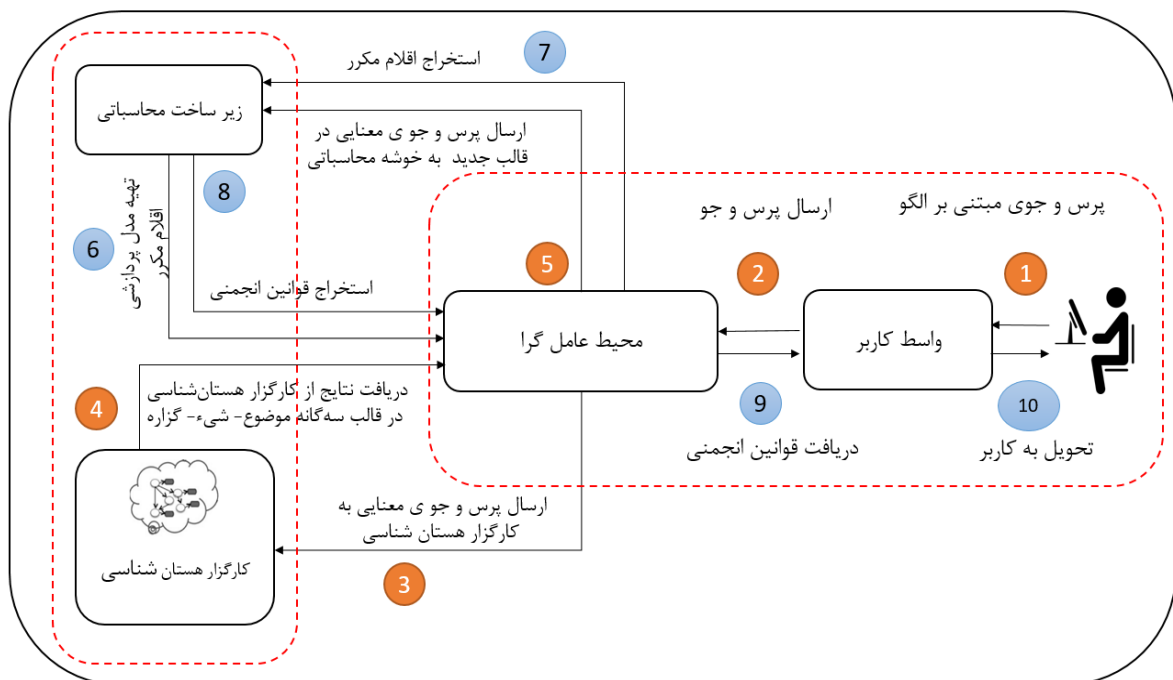 7
استخراج اقلام مکرر
زیر ساخت محاسباتی
ارسال پرس و جو ی معنایی در
قالب جدید به خوشه محاسباتی
8
تهیه مدل پردازشی
اقلام مکرر
6
پرس و جوی مبتنی بر الگو
ارسال پرس و جو
1
2
5
استخراج قوانین انجمنی
محیط عامل گرا
واسط کاربر
دریافت نتایج از کارگزار هستان‌شناسی
در قالب سه‌گانه موضوع- شیء- گزاره
4
9
10
دریافت قوانین انجمنی
تحویل به کاربر
ارسال پرس و جو ی معنایی به
کارگزار هستان شناسی
3
کارگزار هستان شناسی